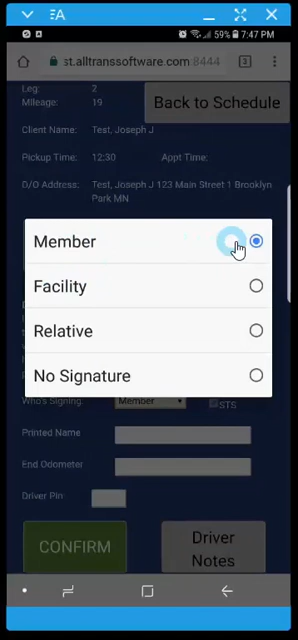 A
59% 7:47 PM
st.alltranssoftware.com:8444
3
Leg: 2
Mileage: 19
Back to Schedule
Client Name: Test, Joseph J
Pickup Time: 12:30 Appt Time:
D/O Address: Test, Joseph J 123 Main Street 1 Brooklyn
Park MN
Member
Facility
Relative
No Signature
Who's Signing: Member STS
Printed Name
End Odometer
Driver Pin:
CONFIRM
Driver
Notes